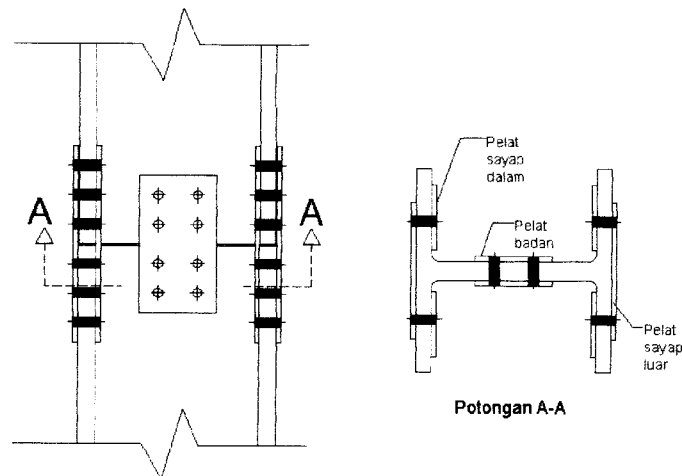 A
A
Pelat
sayap
dalam
Pelat
badan
Pelat
sayap
luar
Potongan A-A